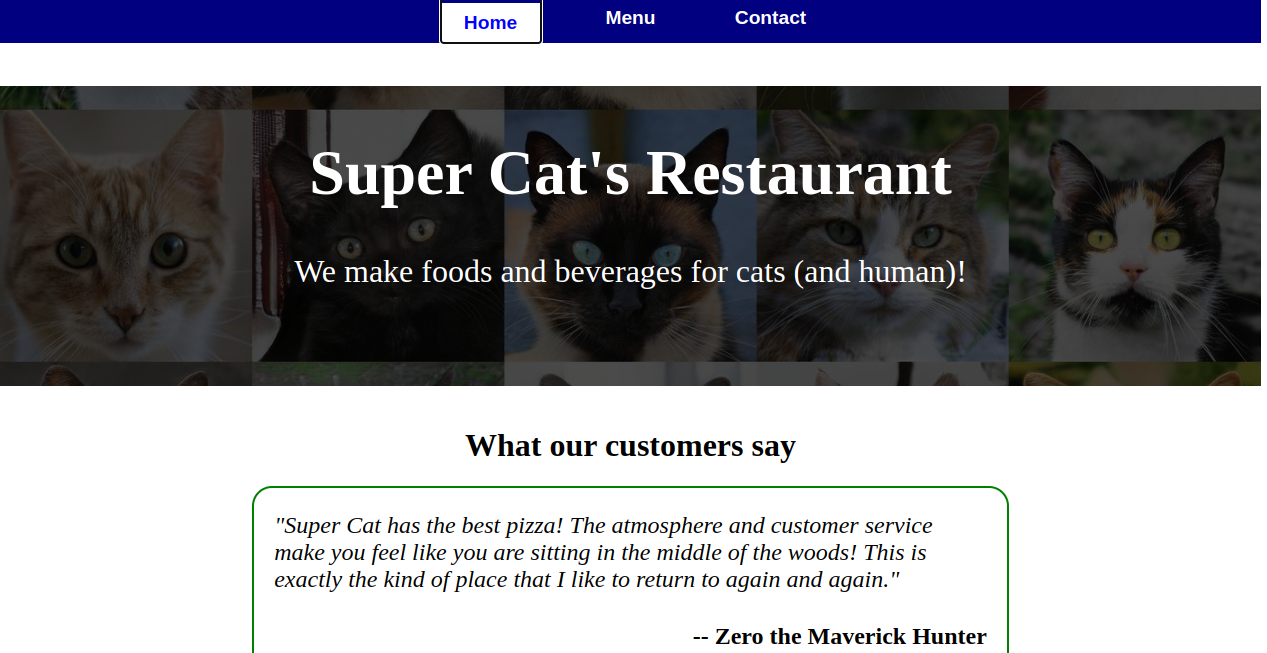 Home Menu Contact
Super Cat's Restaurant
We make foods and beverages for cats (and human)!
What our customers say
"Super Cat has the best pizza! The atmosphere and customer service
make you feel like you are sitting in the middle of the woods! This is
exactly the kind of place that I like to return to again and again."
-- Zero the Maverick Hunter